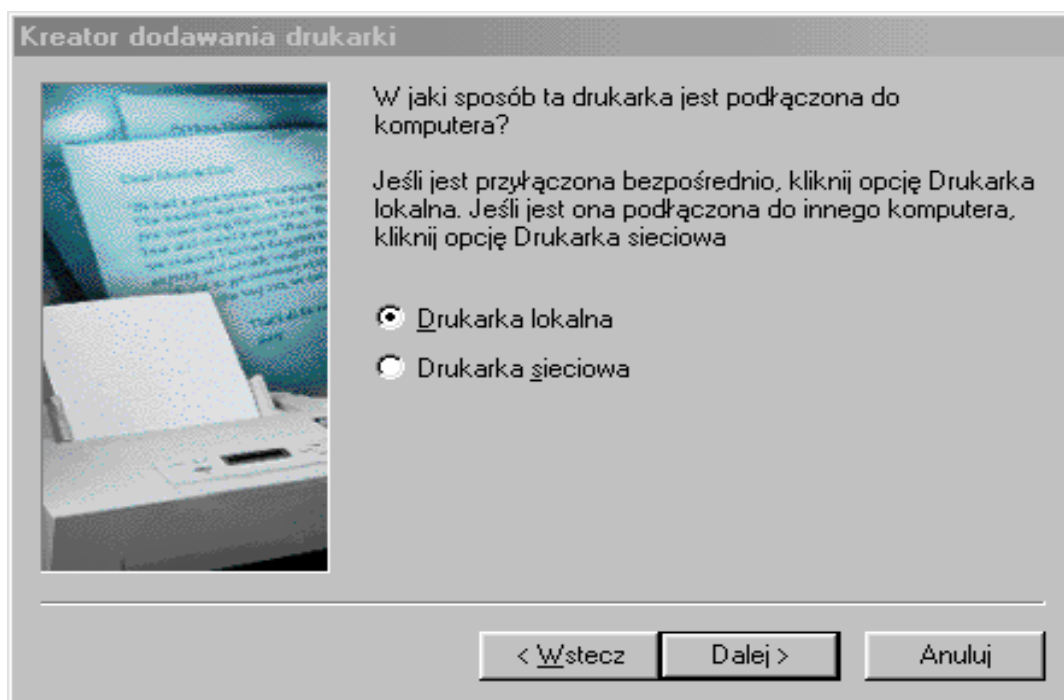 Kreator dodawania drukarki
W jaki sposób ta drukarka jest podłączona do
komputera?
Jeśli jest przyłączona bezpośrednio, kliknij opcję Drukarka
lokalna. Jeśli jest ona podłączona do innego komputera,
kliknij opcję Drukarka sieciowa
Drukarka lokalna
Drukarka sieciowa
< Wstecz Dalej > Anuluj